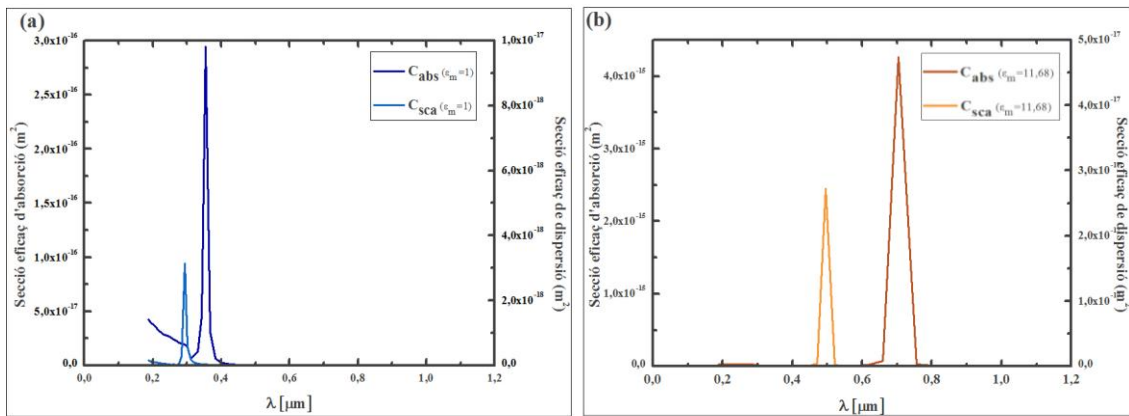 (a)
3,0x10-16
2,5x10-16
2,0x10-16
1,5x10-16
1,0x10-16
5,0x10-17
0,0
Secció eficaç d'absorció (m2)
Cabs (εm=1)
Csca (εm=1)
1,0x10-17
8,0x10-18
6,0x10-18
4,0x10-18
2,0x10-18
0,0
Secció eficaç de dispersió (m2)
0,0 0,2 0,4 0,6 0,8 1,0 1,2
λ [μm]
(b)
4,0x10-15
3,0x10-15
2,0x10-15
1,0x10-15
0,0
Secció eficaç d'absorció (m2)
Cabs (εm=11,68)
Csca (εm=11,68)
5,0x10-17
4,0x10-17
3,0x10-17
2,0x10-17
1,0x10-17
0,0
Secció eficaç de dispersió (m2)
0,0 0,2 0,4 0,6 0,8 1,0 1,2
λ [μm]